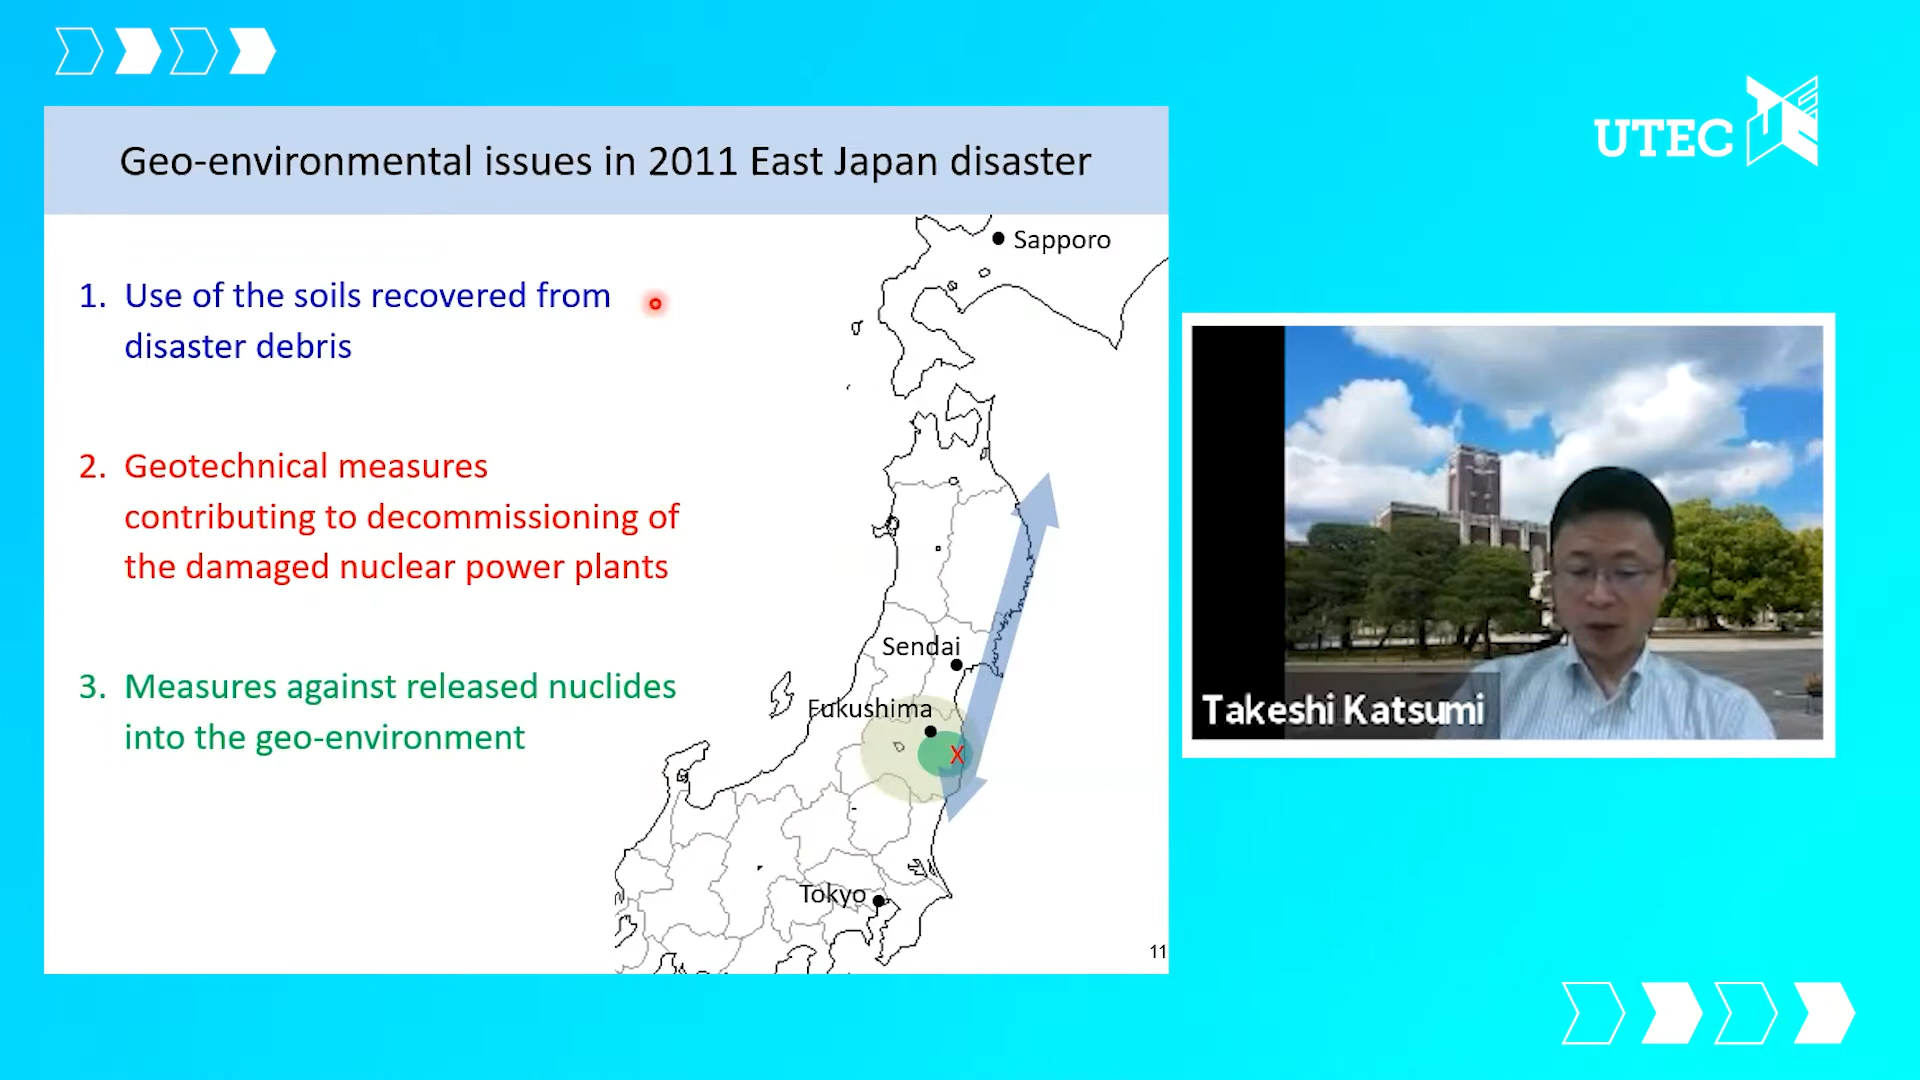 UTEC
Geo-environmental issues in 2011 East Japan disaster
1. Use of the soils recovered from
disaster debris
2. Geotechnical measures
contributing to decommissioning of
the damaged nuclear power plants
3. Measures against released nuclides
into the geo-environment
Sapporo
Sendai
Fukushima
X
Tokyo
11
Takeshi Katsumi